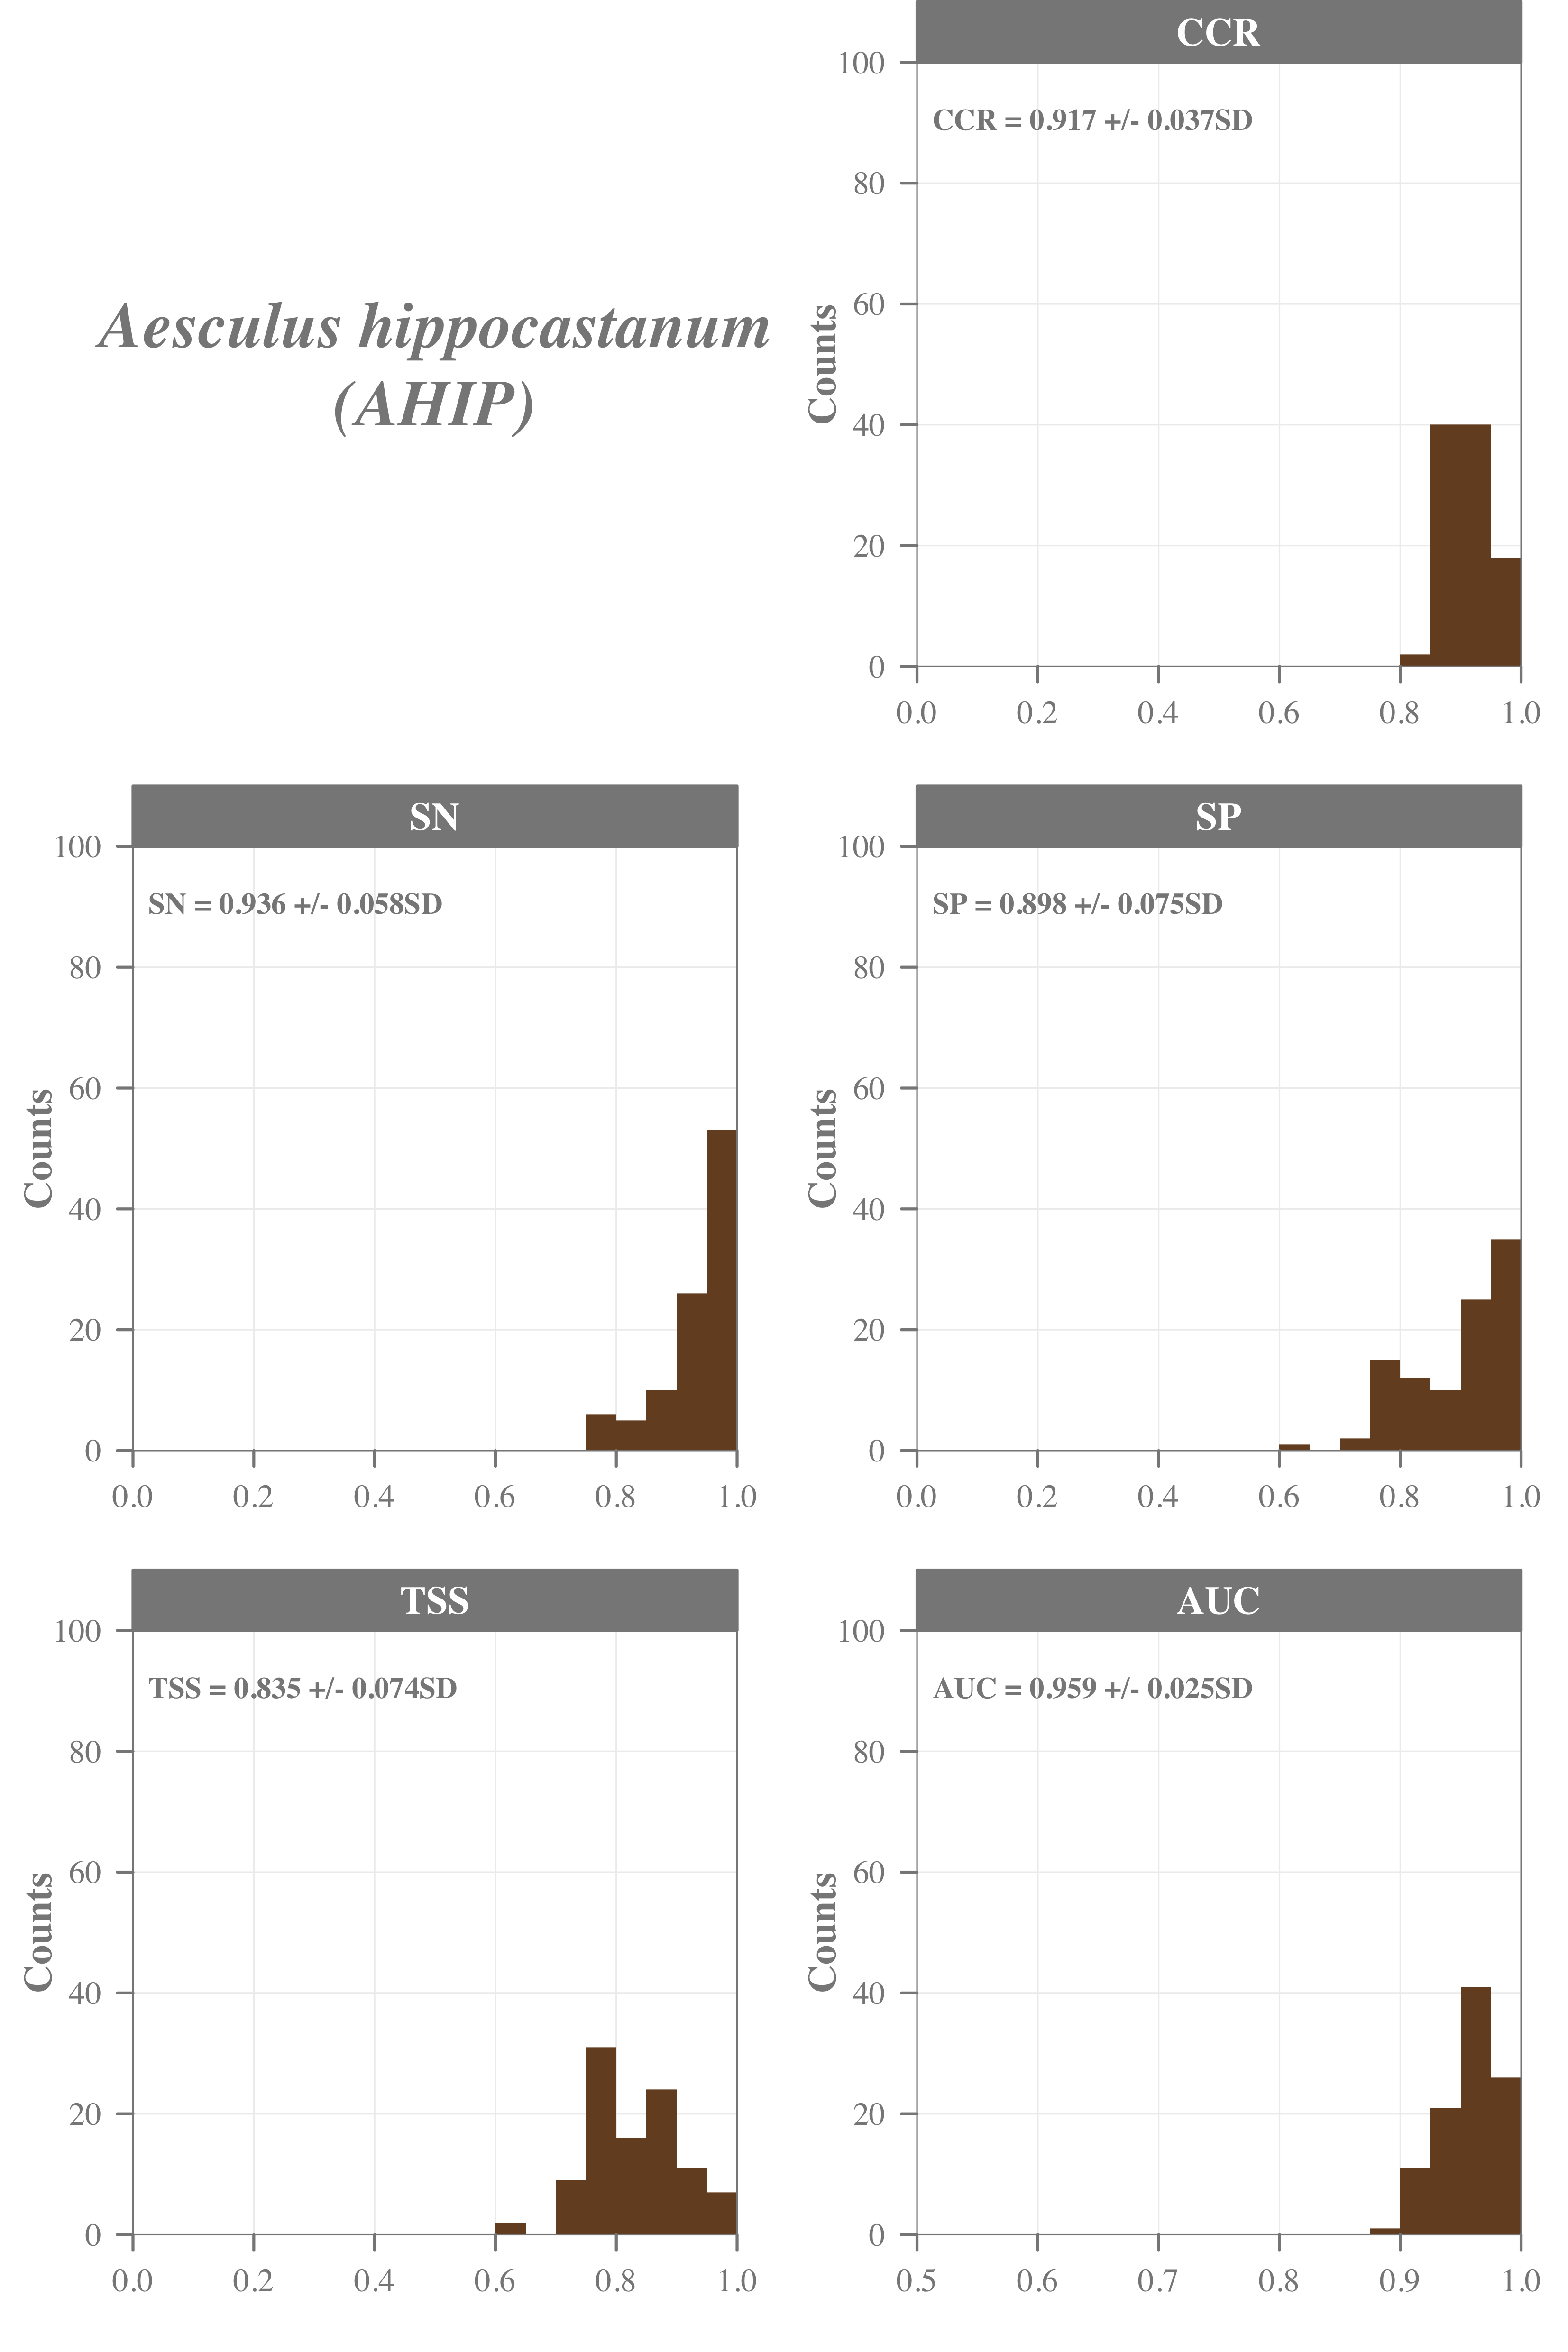 Aesculus hippocastanum
(AHIP)
CCR
CCR = 0.917 +/- 0.037SD
Counts
100
80
60
40
20
0
0.0 0.2 0.4 0.6 0.8 1.0
SN
SN = 0.936 +/- 0.058SD
Counts
100
80
60
40
20
0
0.0 0.2 0.4 0.6 0.8 1.0
SP
SP = 0.898 +/- 0.075SD
Counts
100
80
60
40
20
0
0.0 0.2 0.4 0.6 0.8 1.0
TSS
TSS = 0.835 +/- 0.074SD
Counts
100
80
60
40
20
0
0.0 0.2 0.4 0.6 0.8 1.0
AUC
AUC = 0.959 +/- 0.025SD
Counts
100
80
60
40
20
0
0.5 0.6 0.7 0.8 0.9 1.0